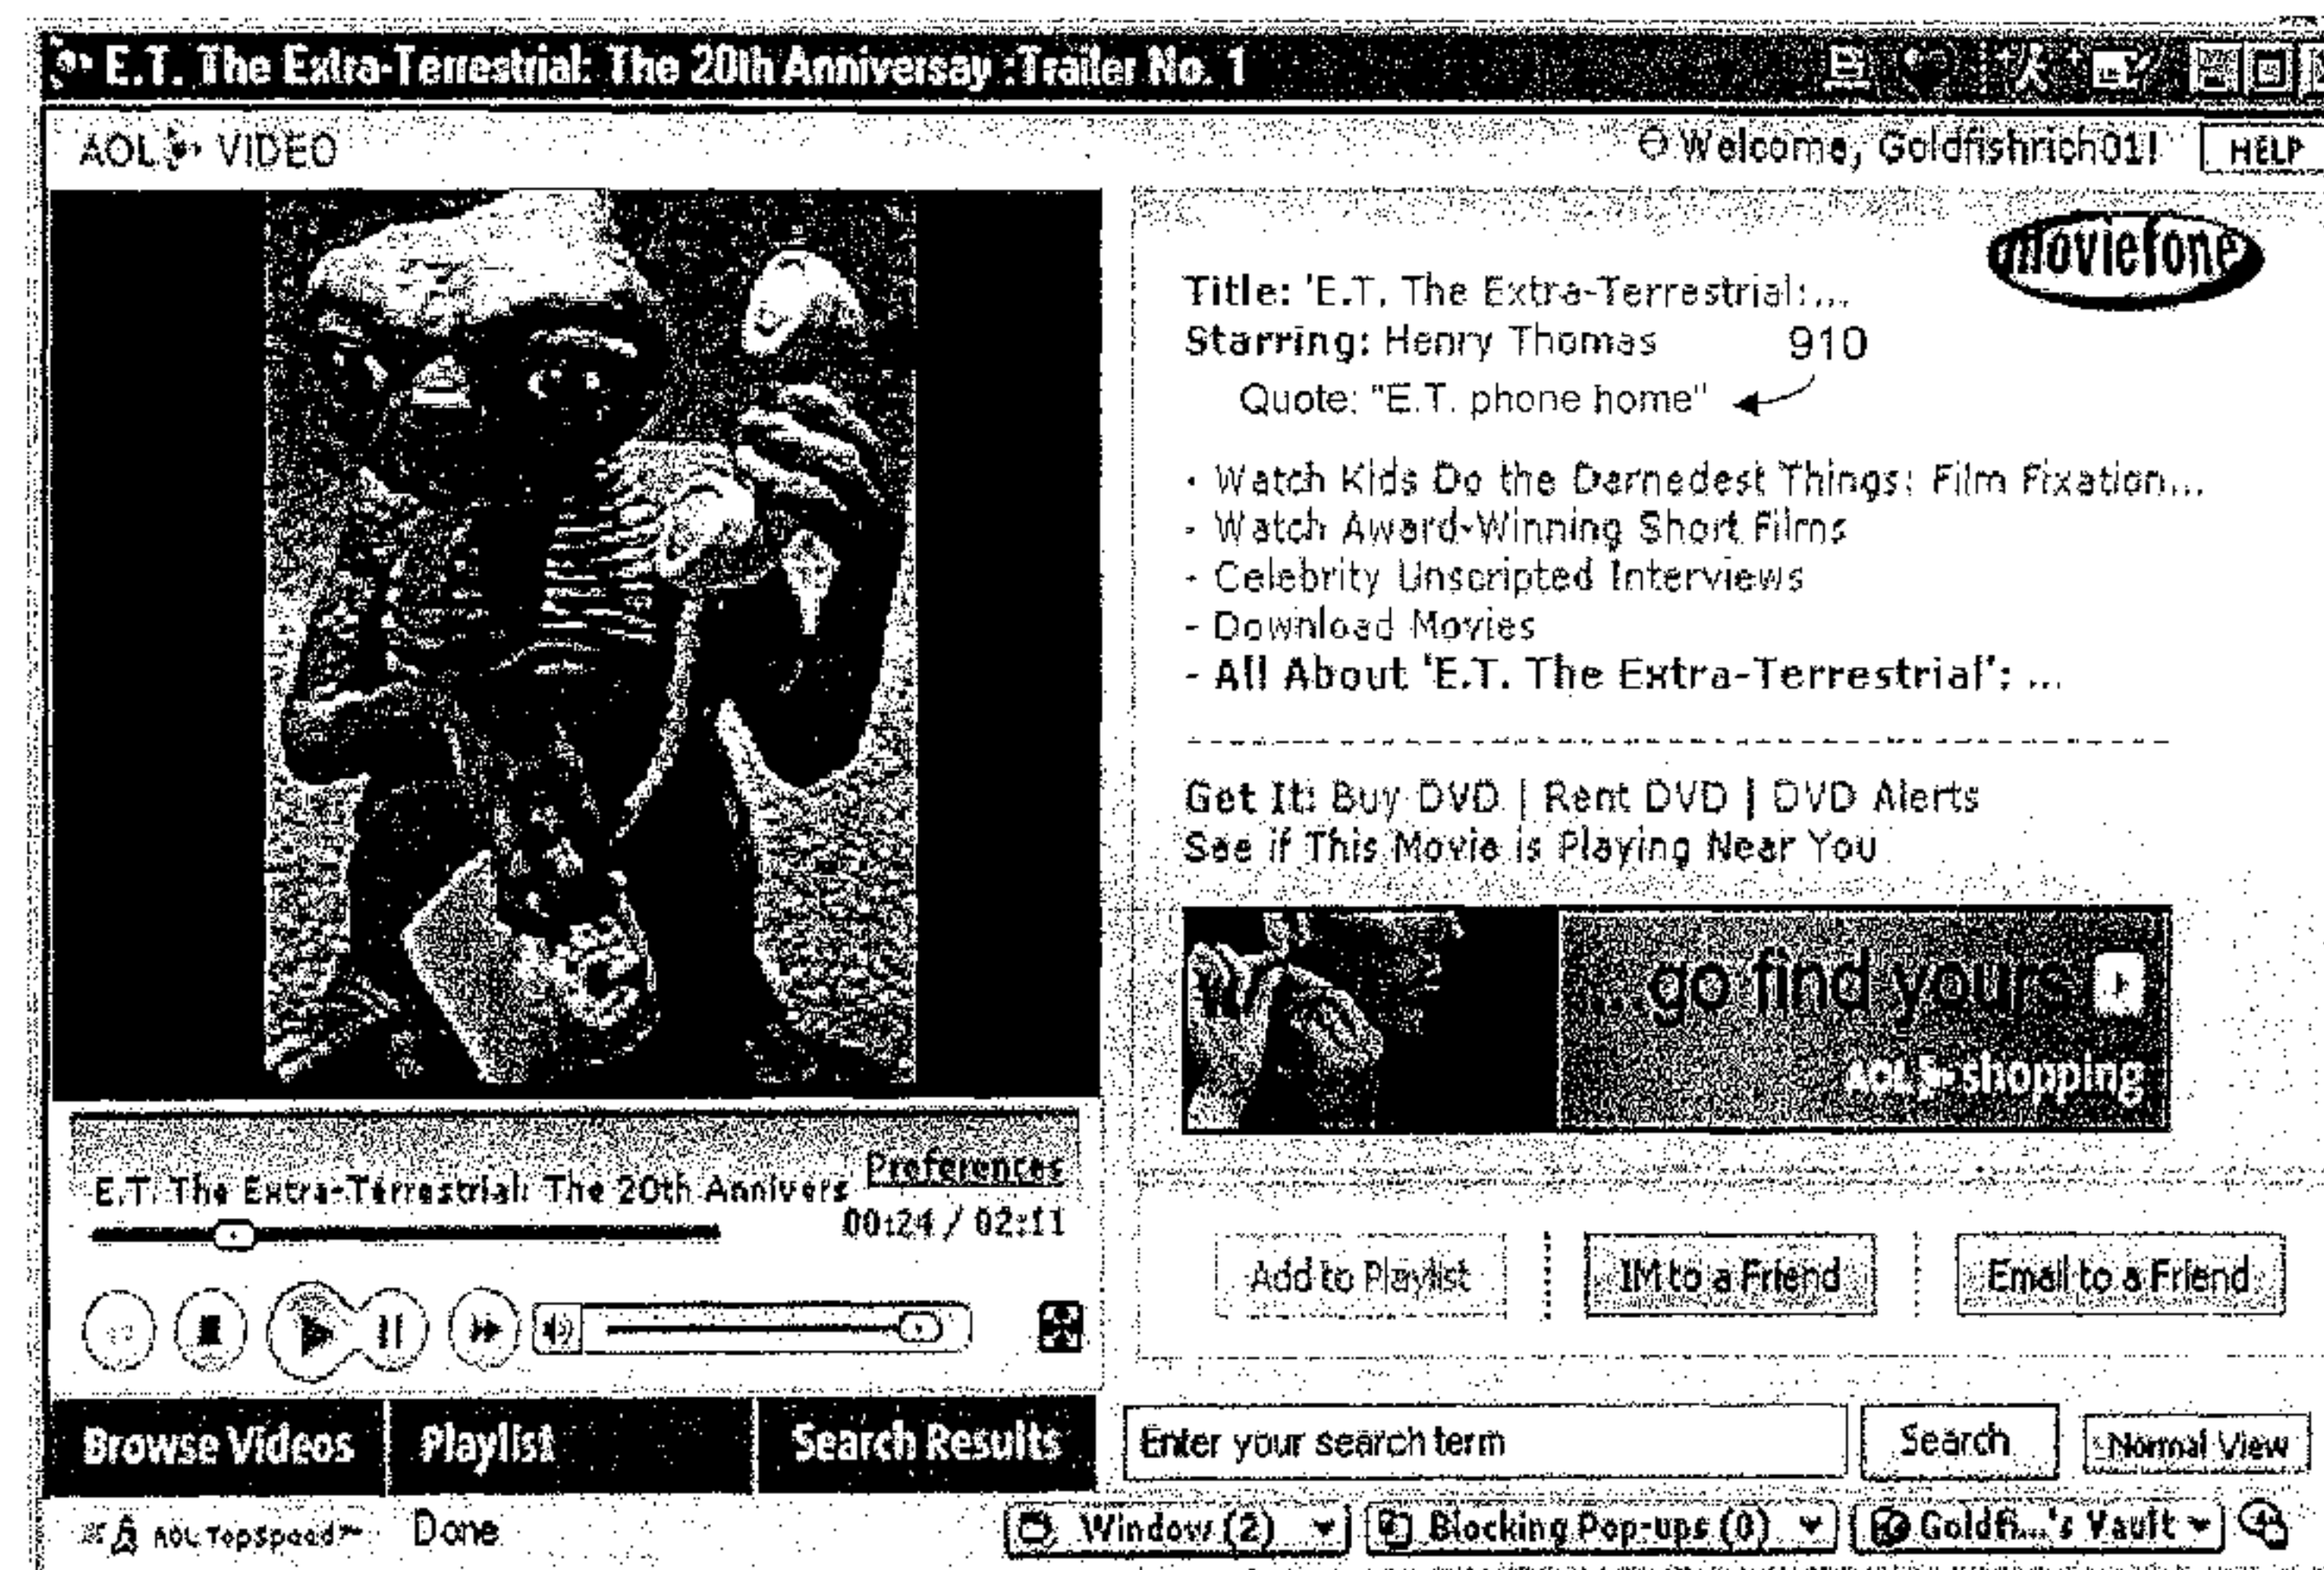 E.T. The Extra-Terrestrial: The 20th Anniversay :Trailer No. 1
AOL VIDEO
Welcome, Goldfishrich01!
HELP
moviefone
Title: 'E.T. The Extra-Terrestrial:...
Starring: Henry Thomas
910
Quote: "E.T. phone home"
· Watch Kids Do the Darnedest Things: Film Fixation...
- Watch Award-Winning Short Films
- Celebrity Unscripted Interviews
- Download Movies
- All About 'E.T. The Extra-Terrestrial': ...
Get It: Buy DVD | Rent DVD | DVD Alerts
See if This Movie is Playing Near You
...go find yours
AOL shopping
Preferences
E.T. The Extra-Terrestrial: The 20th Annivers
00:24 / 02:11
Add to Playlist
IM to a Friend
Email to a Friend
Browse Videos
Playlist
Search Results
Enter your search term
Search
Normal View
AOL TopSpeed™
Done
Window (2)
Blocking Pop-ups (0)
Goldfi...'s Vault